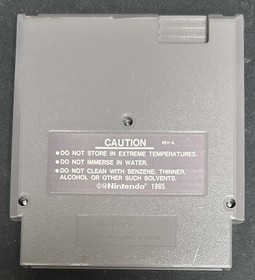 CAUTION REV-A
● DO NOT STORE IN EXTREME TEMPERATURES.
● DO NOT IMMERSE IN WATER.
● DO NOT CLEAN WITH BENZENE, THINNER,
ALCOHOL OR OTHER SUCH SOLVENTS.
©Ⓜ Nintendo 1985